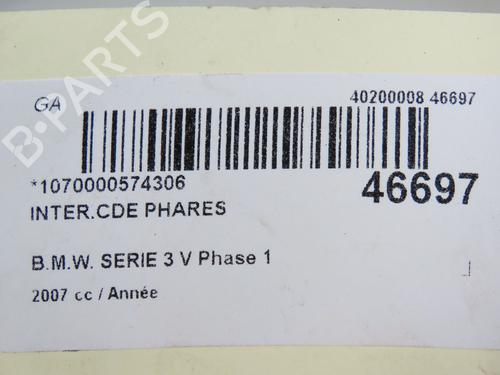 GA
40200008 46697
*1070000574306
46697
INTER.CDE PHARES
B.M.W. SERIE 3 V Phase 1
2007 cc / Année
B-PARTS